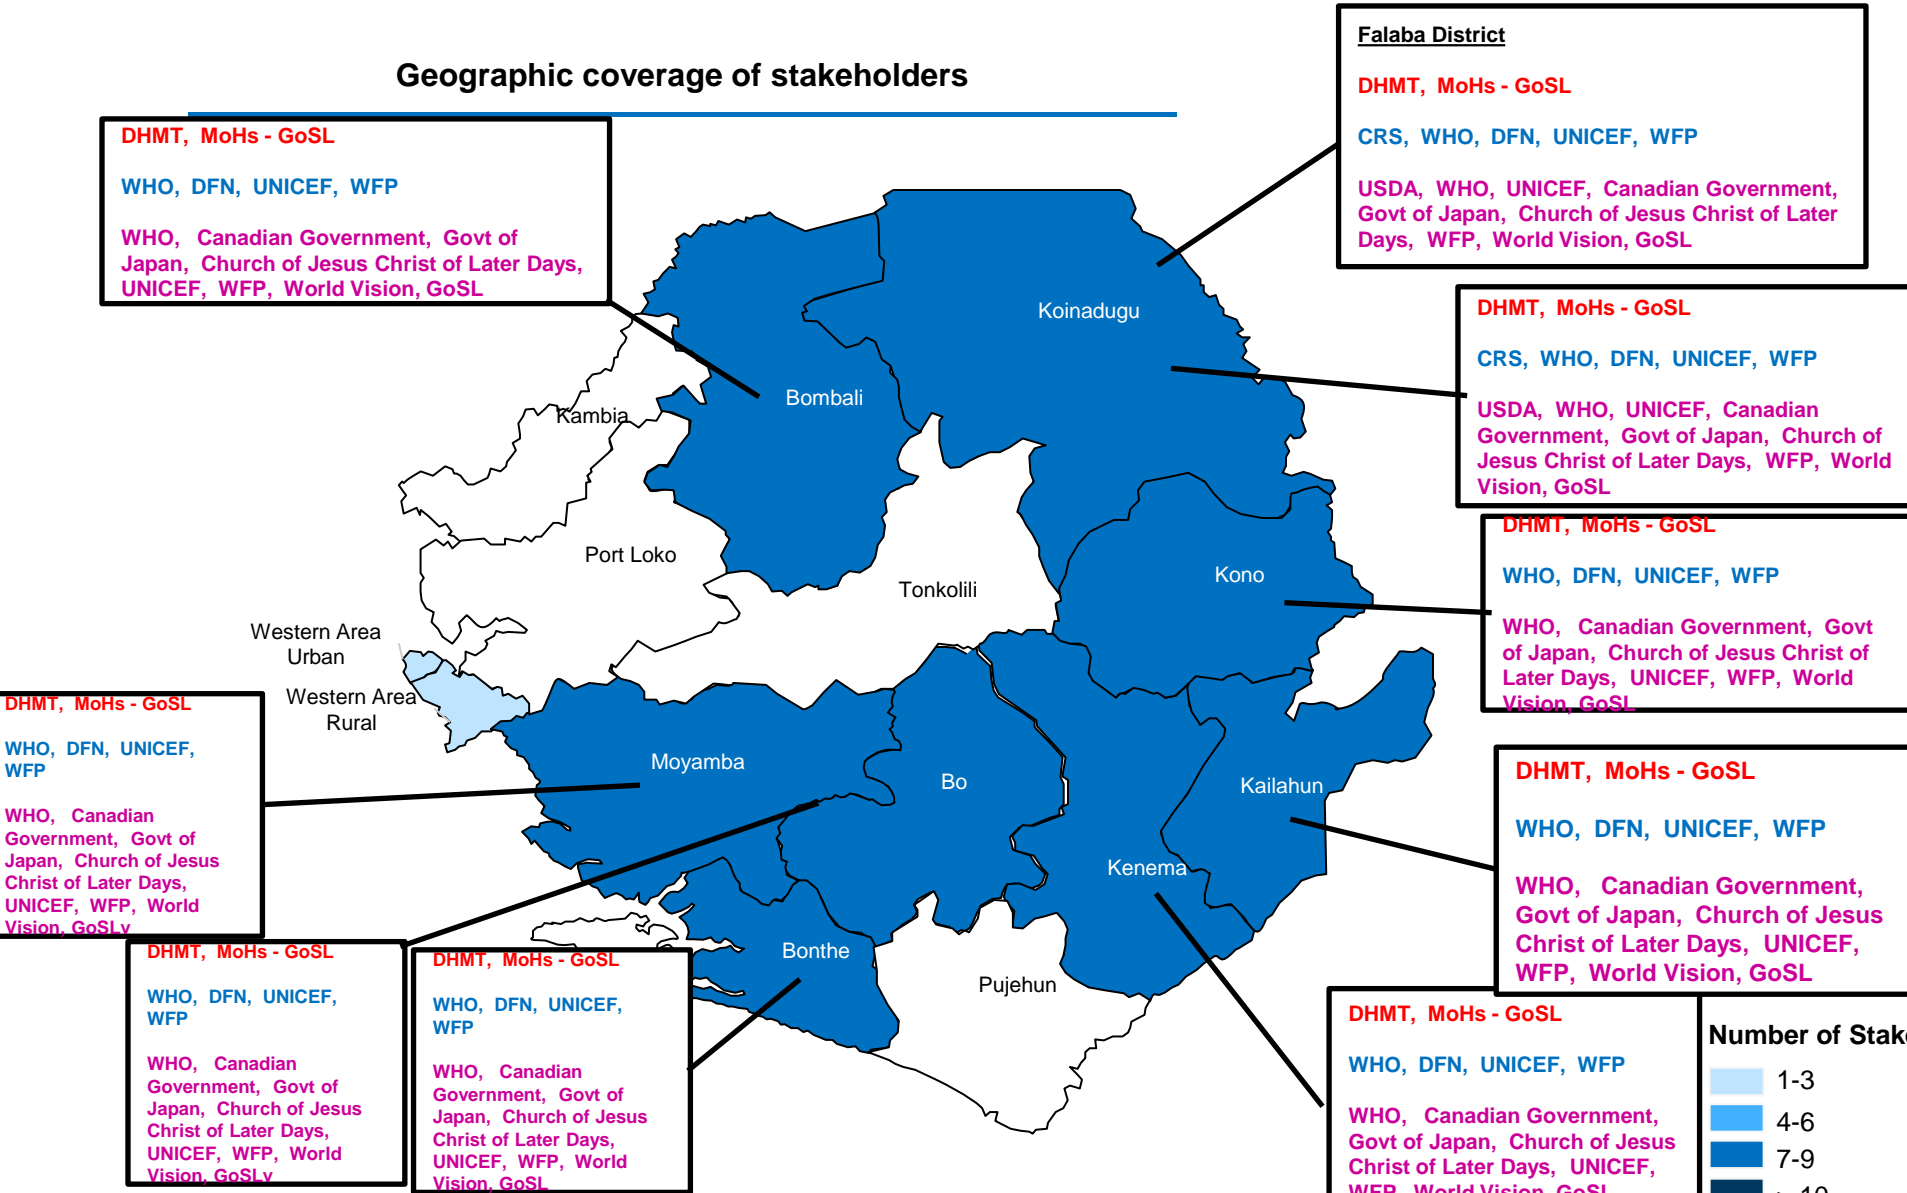 Geographic coverage of stakeholders
Falaba District
DHMT, MoHs - GoSL
CRS, WHO, DFN, UNICEF, WFP
USDA, WHO, UNICEF, Canadian Government,
Govt of Japan, Church of Jesus Christ of Later
Days, WFP, World Vision, GoSL
DHMT, MoHs - GoSL
WHO, DFN, UNICEF, WFP
WHO, Canadian Government, Govt of
Japan, Church of Jesus Christ of Later Days,
UNICEF, WFP, World Vision, GoSL
DHMT, MoHs - GoSL
CRS, WHO, DFN, UNICEF, WFP
USDA, WHO, UNICEF, Canadian
Government, Govt of Japan, Church of
Jesus Christ of Later Days, WFP, World
Vision, GoSL
Koinadugu
Bombali
Kambia
Port Loko
Tonkolili
Kono
DHMT, MoHs - GoSL
WHO, DFN, UNICEF, WFP
WHO, Canadian Government, Govt
of Japan, Church of Jesus Christ of
Later Days, UNICEF, WFP, World
Vision, GoSL
Western Area
Urban
Western Area
Rural
DHMT, MoHs - GoSL
WHO, DFN, UNICEF,
WFP
WHO, Canadian
Government, Govt of
Japan, Church of Jesus
Christ of Later Days,
UNICEF, WFP, World
Vision, GoSLv
Moyamba
Bo
Kailahun
Kenema
Bonthe
Pujehun
DHMT, MoHs - GoSL
WHO, DFN, UNICEF, WFP
WHO, Canadian Government,
Govt of Japan, Church of Jesus
Christ of Later Days, UNICEF,
WFP, World Vision, GoSL
DHMT, MoHs - GoSL
WHO, DFN, UNICEF,
WFP
WHO, Canadian
Government, Govt of
Japan, Church of Jesus
Christ of Later Days,
UNICEF, WFP, World
Vision, GoSLv
DHMT, MoHs - GoSL
WHO, DFN, UNICEF,
WFP
WHO, Canadian
Government, Govt of
Japan, Church of Jesus
Christ of Later Days,
UNICEF, WFP, World
Vision, GoSL
DHMT, MoHs - GoSL
WHO, DFN, UNICEF, WFP
WHO, Canadian Government,
Govt of Japan, Church of Jesus
Christ of Later Days, UNICEF,
WFP, World Vision, GoSL
Number of Stak
1-3
4-6
7-9